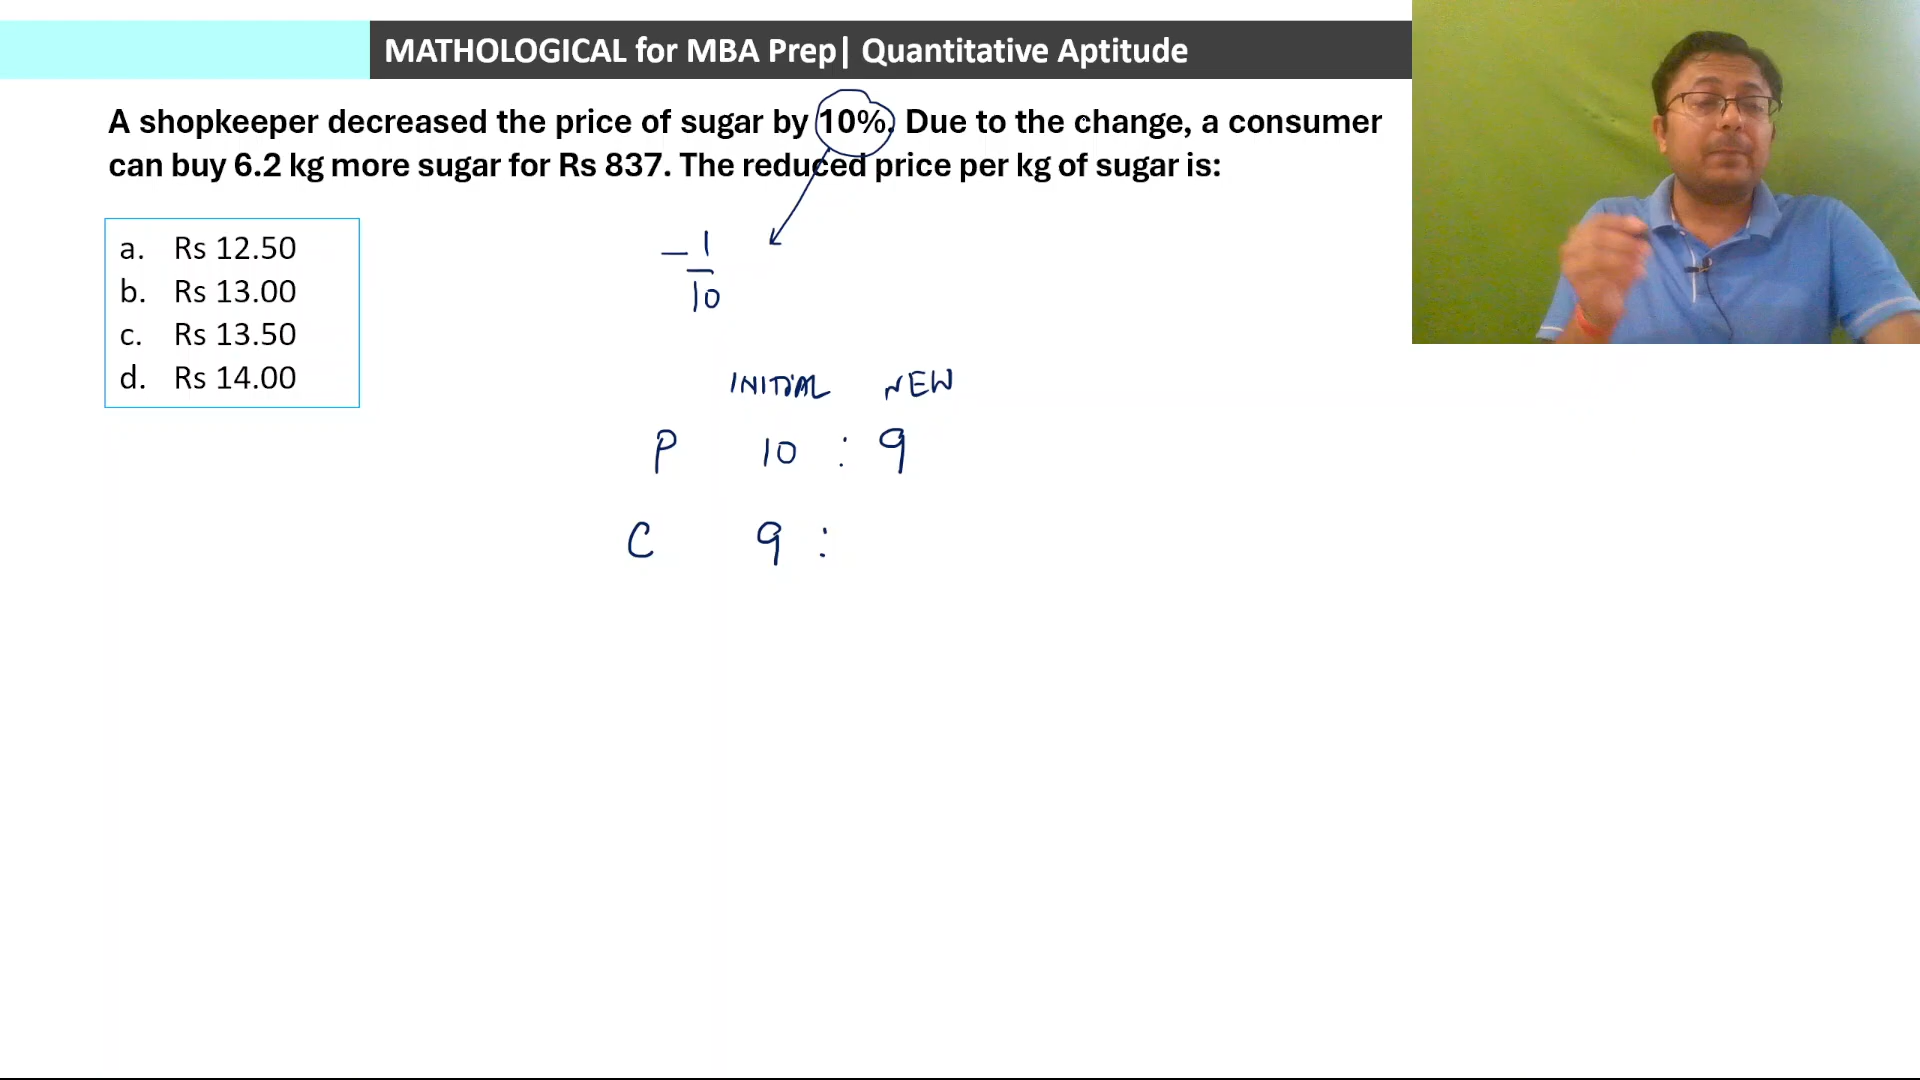 MATHOLOGICAL for MBA Prep| Quantitative Aptitude
A shopkeeper decreased the price of sugar by 10%. Due to the change, a consumer
can buy 6.2 kg more sugar for Rs 837. The reduced price per kg of sugar is:
a. Rs 12.50
b. Rs 13.00
c. Rs 13.50
d. Rs 14.00
− 1
10
INITIAL NEW
P 10 : 9
C 9 :